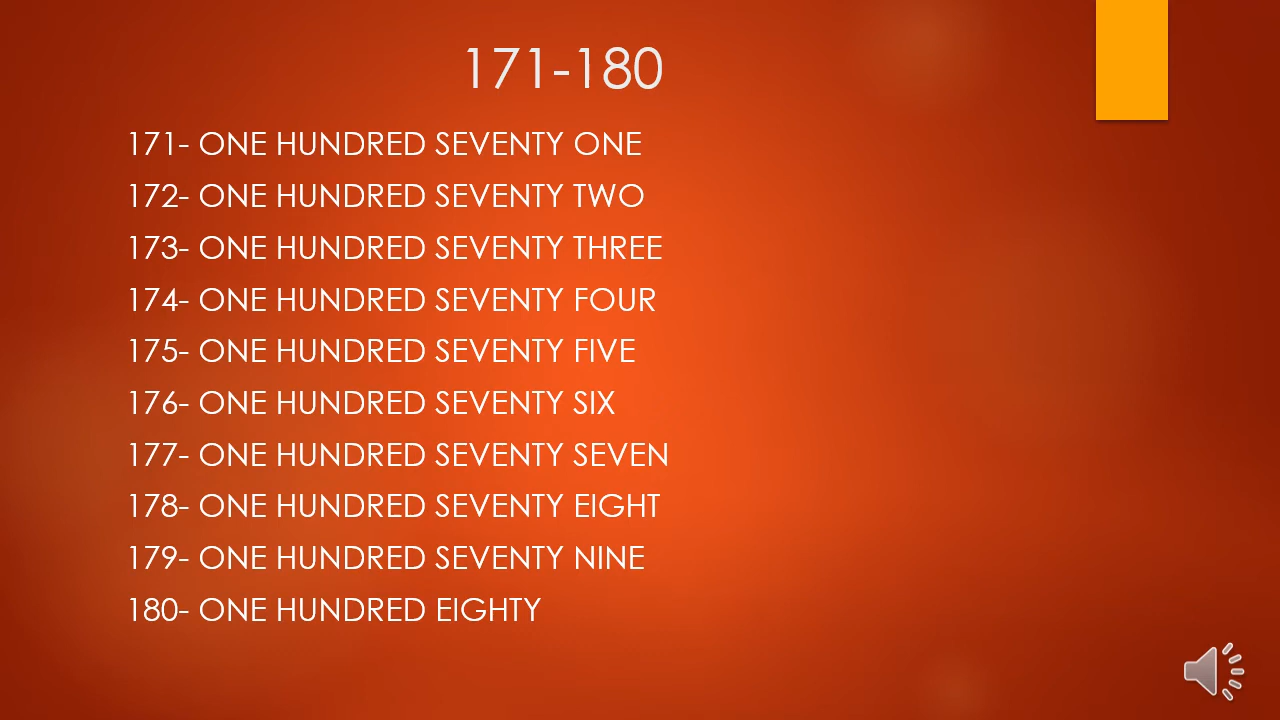 171-180
171- ONE HUNDRED SEVENTY ONE
172- ONE HUNDRED SEVENTY TWO
173- ONE HUNDRED SEVENTY THREE
174- ONE HUNDRED SEVENTY FOUR
175- ONE HUNDRED SEVENTY FIVE
176- ONE HUNDRED SEVENTY SIX
177- ONE HUNDRED SEVENTY SEVEN
178- ONE HUNDRED SEVENTY EIGHT
179- ONE HUNDRED SEVENTY NINE
180- ONE HUNDRED EIGHTY